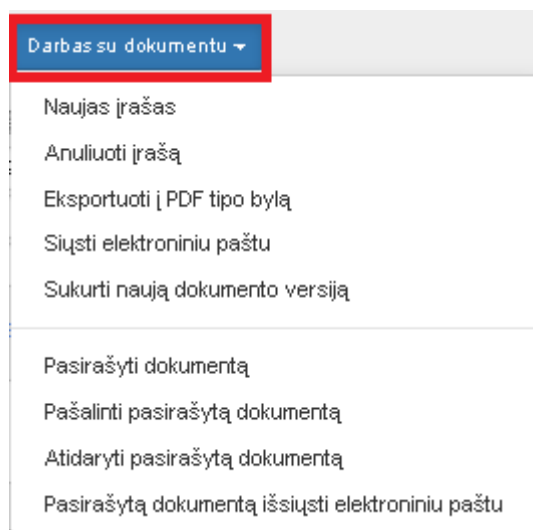 Darbas su dokumentu
Naujas įrašas
Anuliuoti įrašą
Eksportuoti į PDF tipo bylą
Siųsti elektroniniu paštu
Sukurti naują dokumento versiją
Pasirašyti dokumentą
Pašalinti pasirašytą dokumentą
Atidaryti pasirašytą dokumentą
Pasirašytą dokumentą išsiųsti elektroniniu paštu